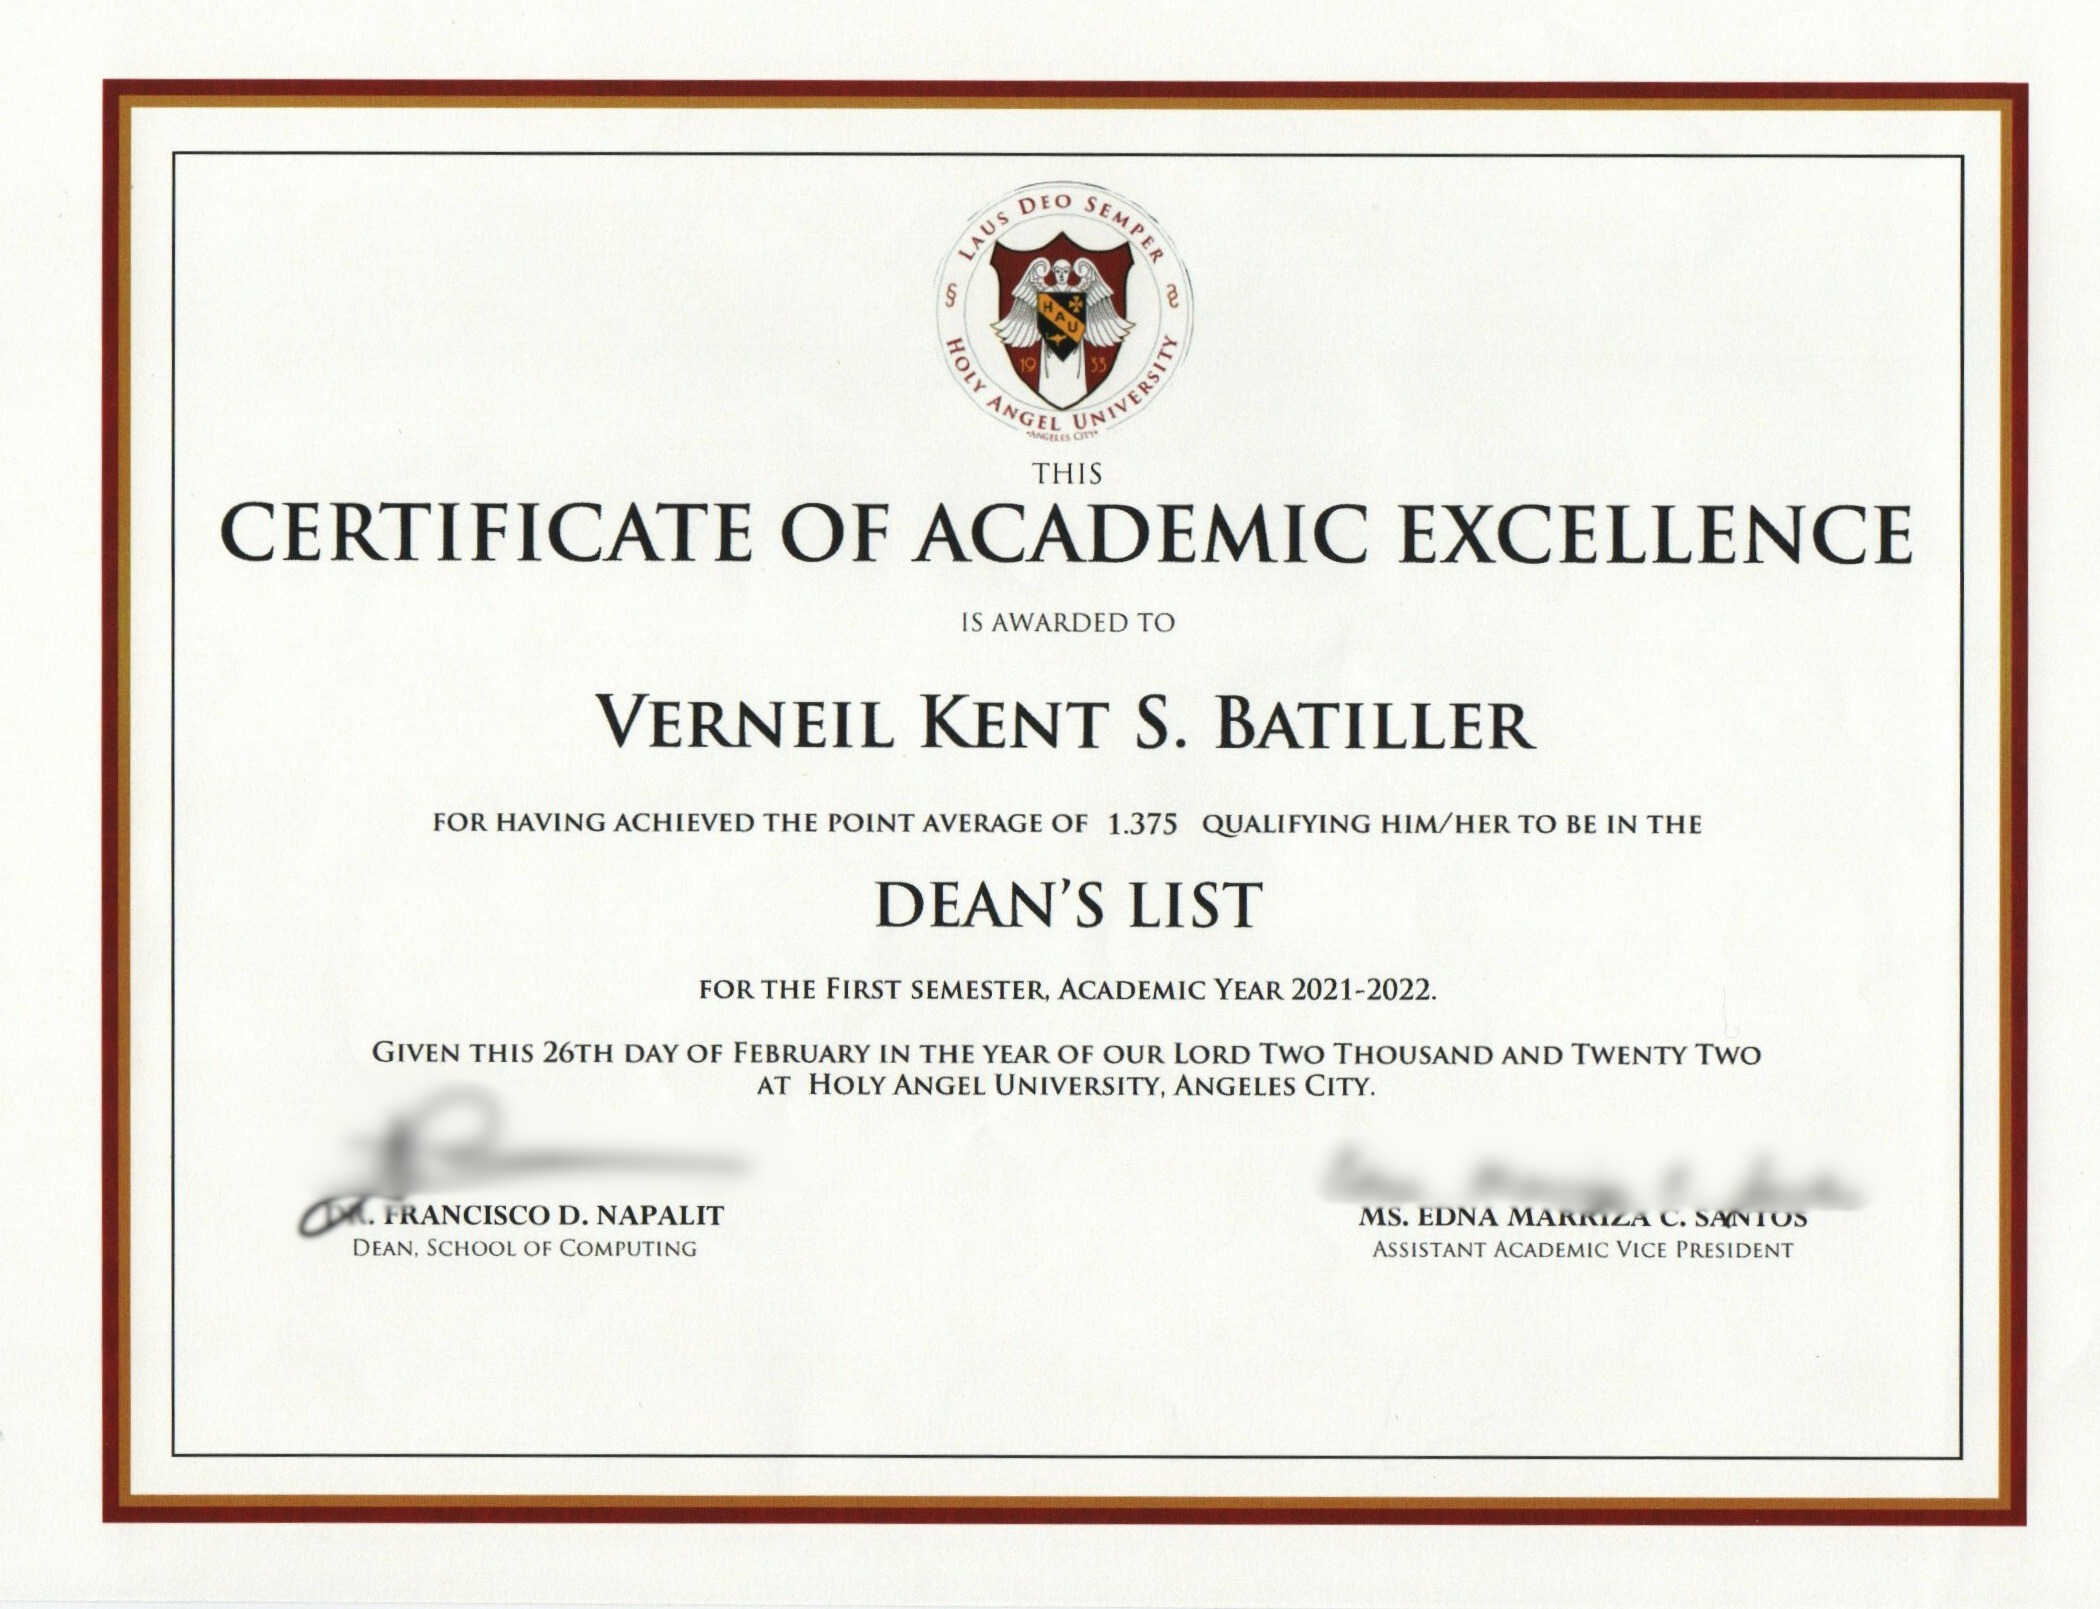 LAUS DEO SEMPER
HAU
19 33
HOLY ANGEL UNIVERSITY
•ANGELES CITY•
THIS
CERTIFICATE OF ACADEMIC EXCELLENCE
IS AWARDED TO
VERNEIL KENT S. BATILLER
FOR HAVING ACHIEVED THE POINT AVERAGE OF 1.375 QUALIFYING HIM/HER TO BE IN THE
DEAN'S LIST
FOR THE FIRST SEMESTER, ACADEMIC YEAR 2021-2022.
GIVEN THIS 26TH DAY OF FEBRUARY IN THE YEAR OF OUR LORD TWO THOUSAND AND TWENTY TWO
AT HOLY ANGEL UNIVERSITY, ANGELES CITY.
DR. FRANCISCO D. NAPALIT
DEAN, SCHOOL OF COMPUTING
MS. EDNA MARRIZA C. SANTOS
ASSISTANT ACADEMIC VICE PRESIDENT